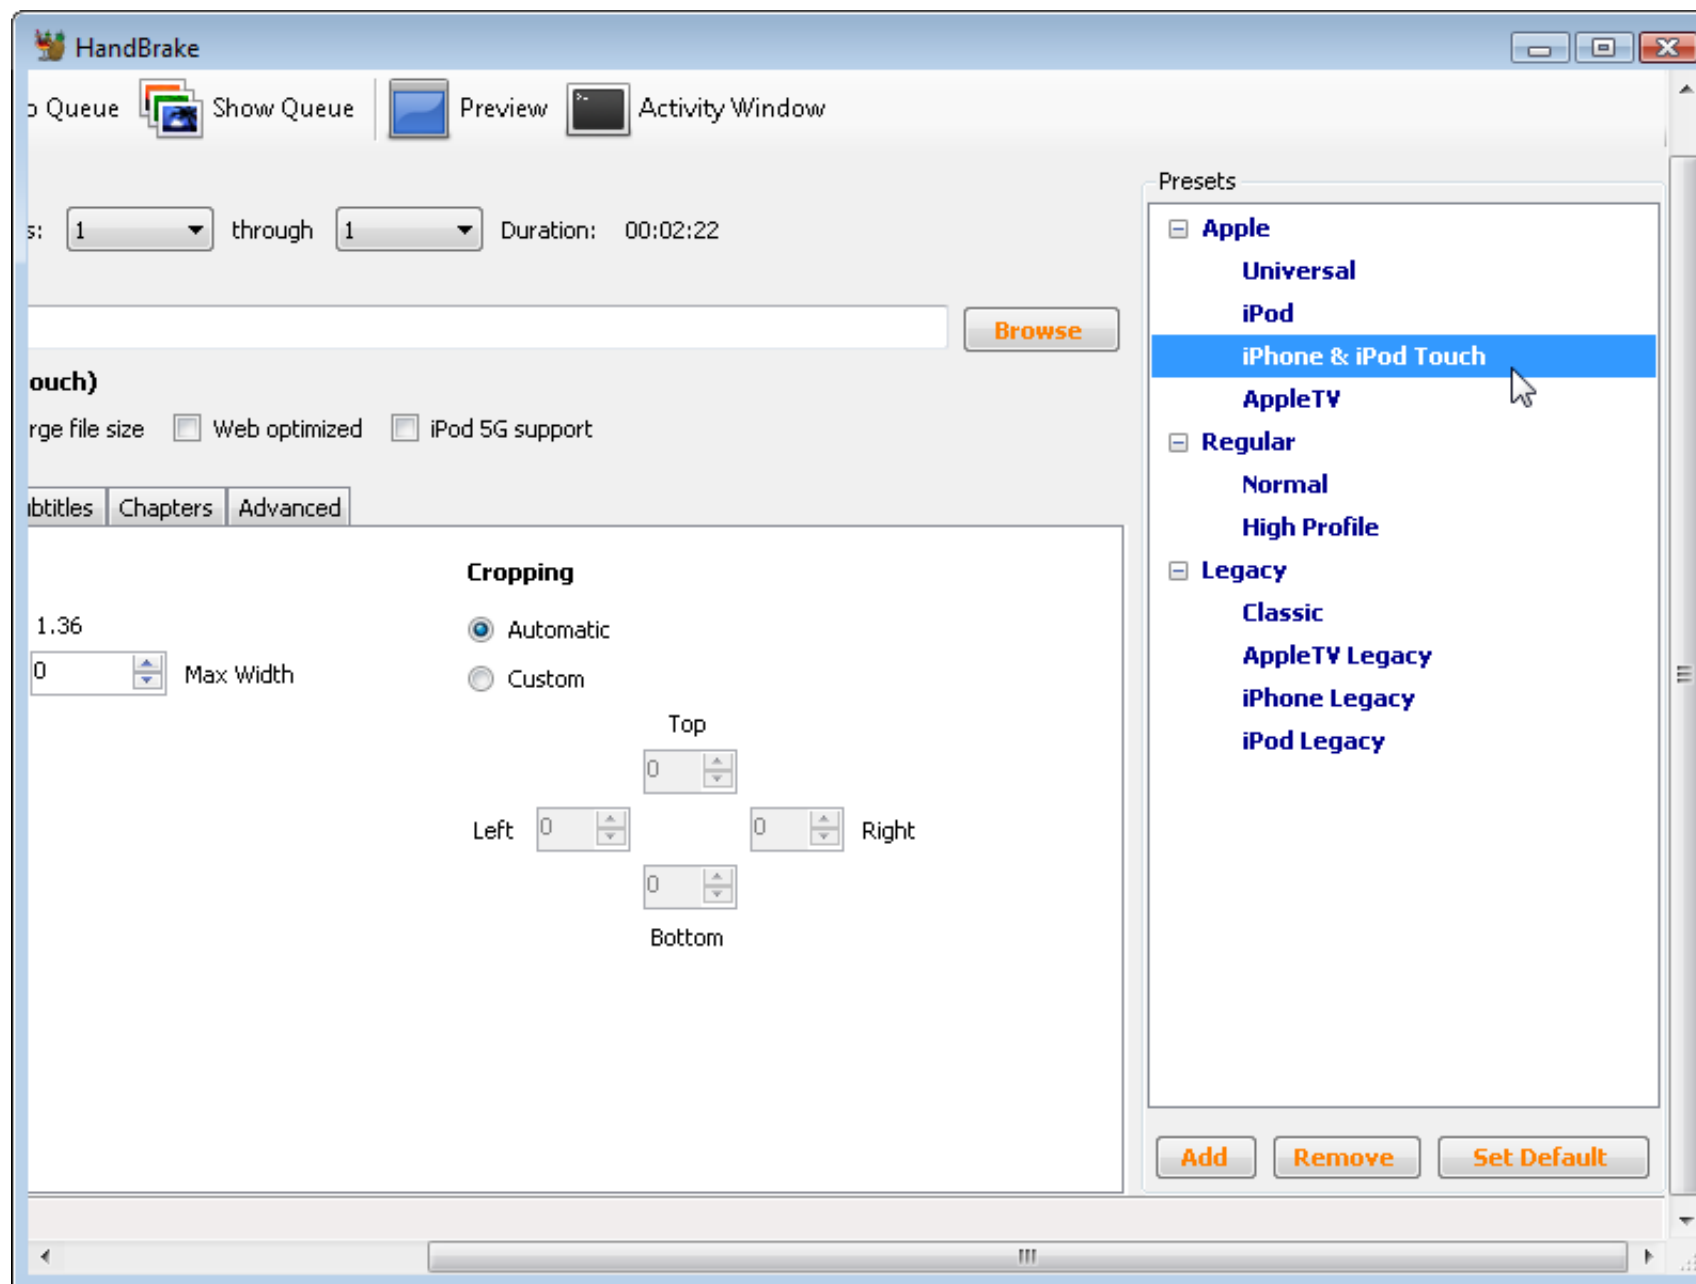 HandBrake
o Queue Show Queue Preview Activity Window
s: 1 through 1 Duration: 00:02:22
Browse
ouch)
rge file size Web optimized iPod 5G support
btitles Chapters Advanced
1.36
0 Max Width
Cropping
Automatic
Custom
Top
0
Left 0 0 Right
0
Bottom
Presets
Apple
Universal
iPod
iPhone & iPod Touch
AppleTV
Regular
Normal
High Profile
Legacy
Classic
AppleTV Legacy
iPhone Legacy
iPod Legacy
Add Remove Set Default